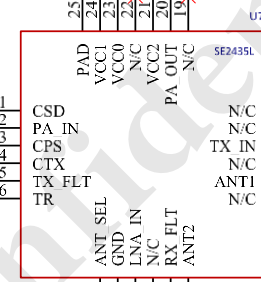 25 24 23 22 21 20 19
U7
SE2435L
PAD VCC1 VCC0 N/C VCC2 PA_OUT N/C
1 CSD N/C
2 PA_IN N/C
3 CPS TX_IN
4 CTX N/C
5 TX_FLT ANT1
6 TR N/C
ANT_SEL GND LNA_IN N/C RX_FLT ANT2